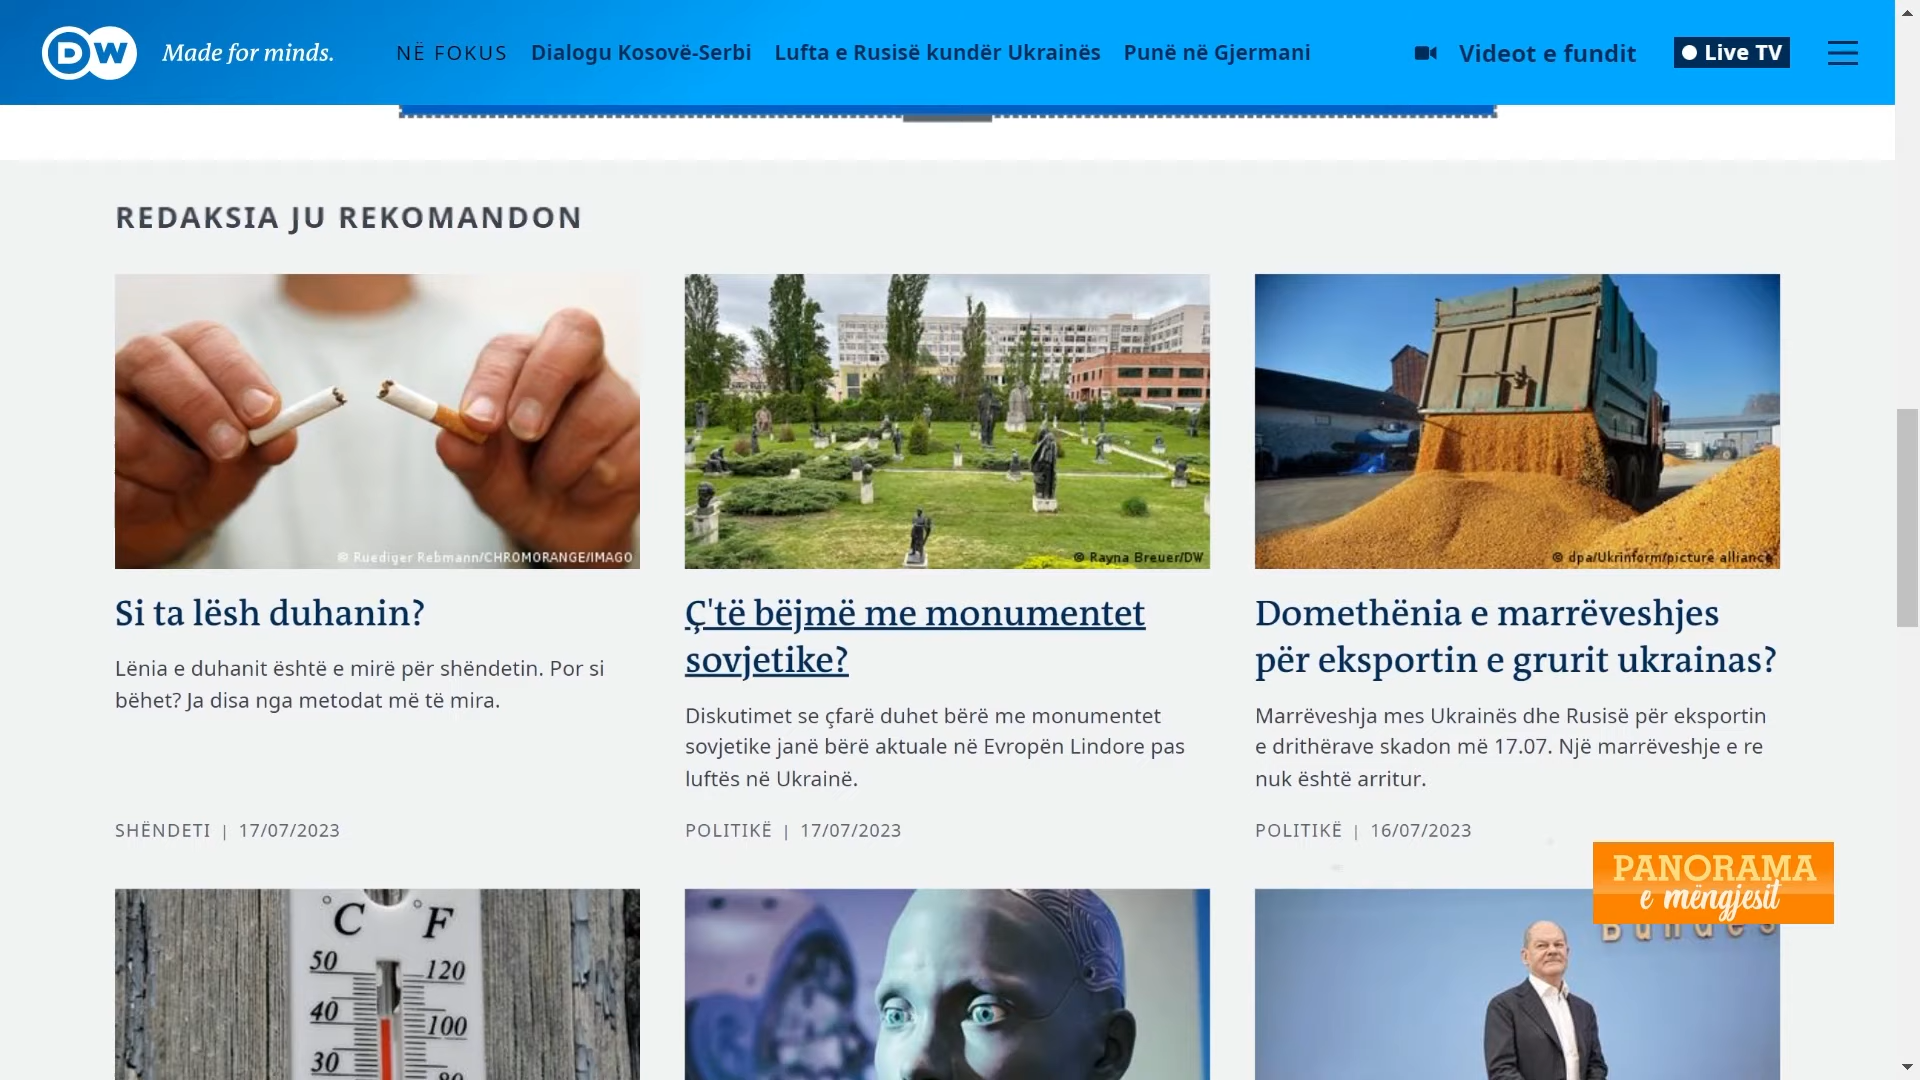 DW Made for minds. NË FOKUS Dialogu Kosovë-Serbi Lufta e Rusisë kundër Ukrainës Punë në Gjermani Videot e fundit Live TV
REDAKSIA JU REKOMANDON
© Ruediger Rebmann/CHROMORANGE/IMAGO
© Rayna Breuer/DW
© dpa/Ukrinform/picture alliance
Si ta lësh duhanin?
Lënia e duhanit është e mirë për shëndetin. Por si
bëhet? Ja disa nga metodat më të mira.
SHËNDETI | 17/07/2023
Ç'të bëjmë me monumentet
sovjetike?
Diskutimet se çfarë duhet bërë me monumentet
sovjetike janë bërë aktuale në Evropën Lindore pas
luftës në Ukrainë.
POLITIKË | 17/07/2023
Domethënia e marrëveshjes
për eksportin e grurit ukrainas?
Marrëveshja mes Ukrainës dhe Rusisë për eksportin
e drithërave skadon më 17.07. Një marrëveshje e re
nuk është arritur.
POLITIKË | 16/07/2023
PANORAMA
e mëngjesit
°C °F
50 120
40 100
30 80
Bundes